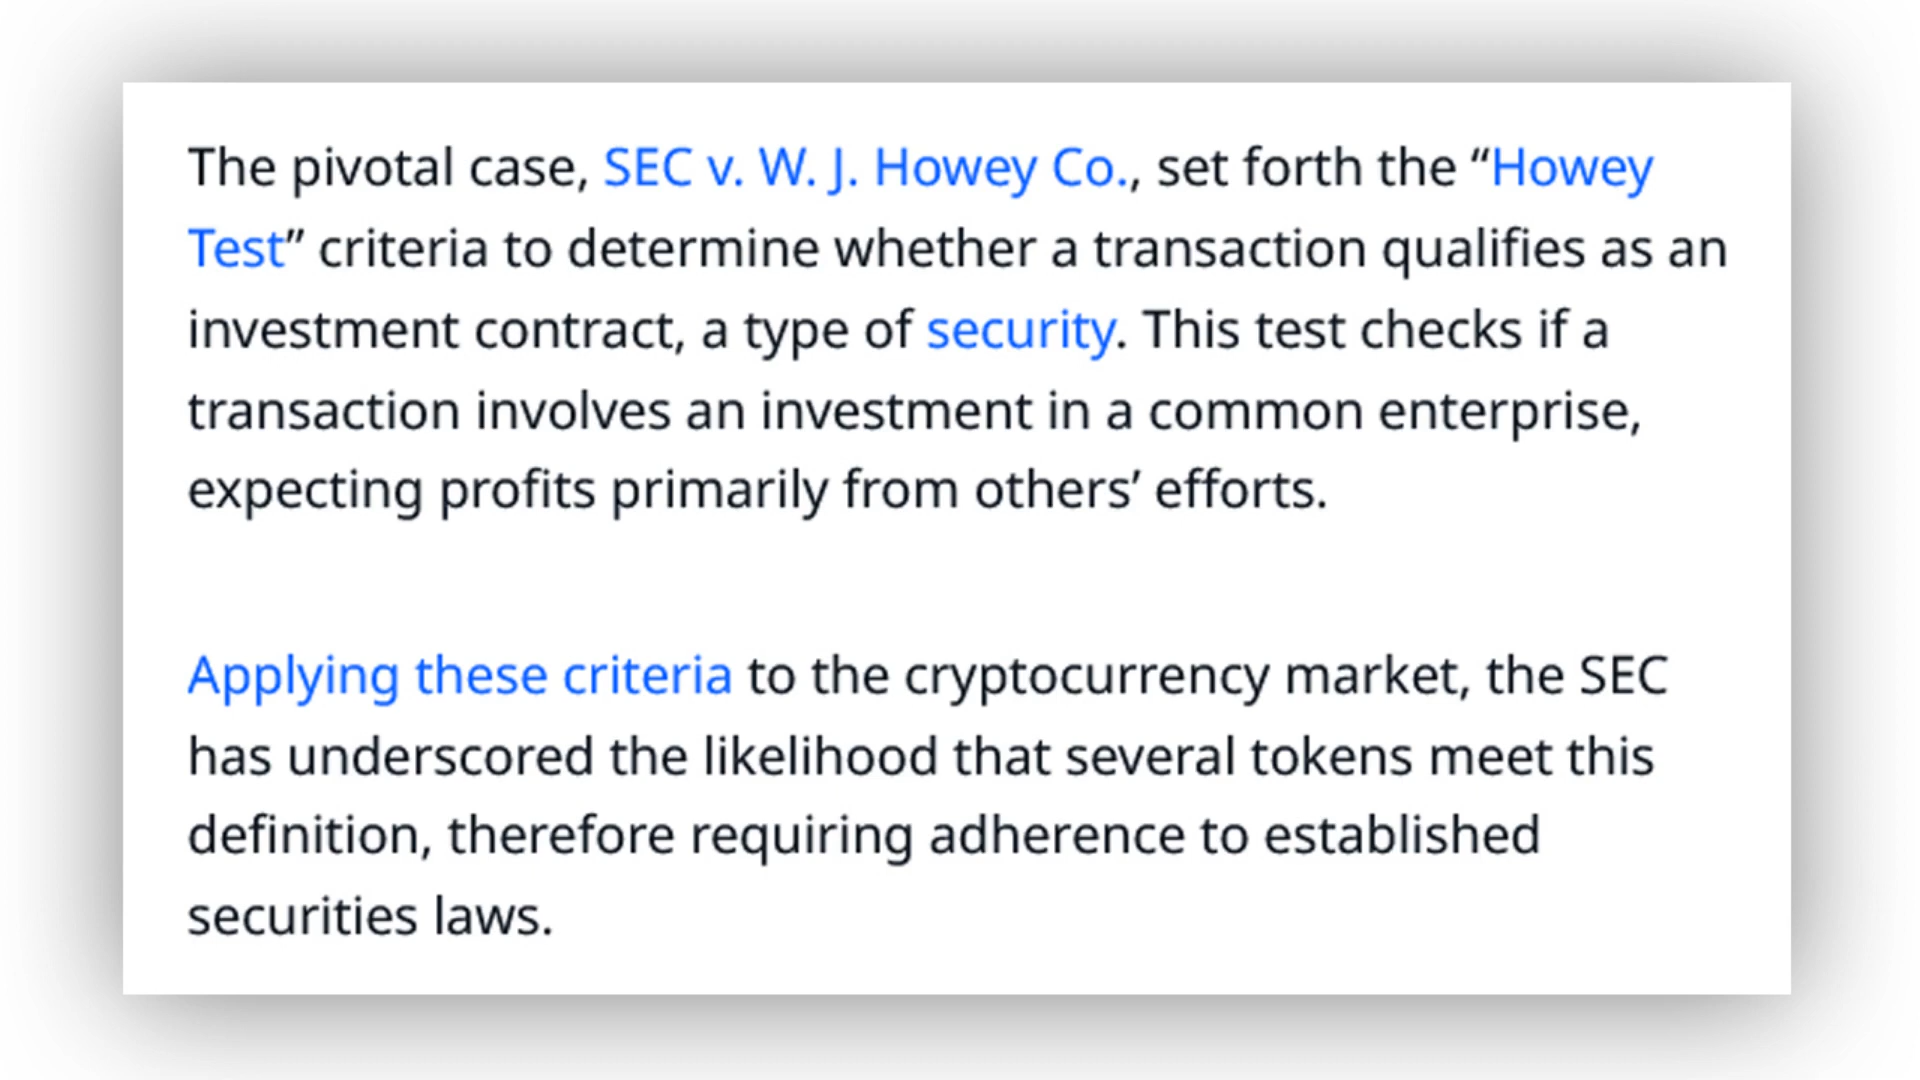 The pivotal case, SEC v. W. J. Howey Co., set forth the “Howey
Test” criteria to determine whether a transaction qualifies as an
investment contract, a type of security. This test checks if a
transaction involves an investment in a common enterprise,
expecting profits primarily from others’ efforts.
Applying these criteria to the cryptocurrency market, the SEC
has underscored the likelihood that several tokens meet this
definition, therefore requiring adherence to established
securities laws.